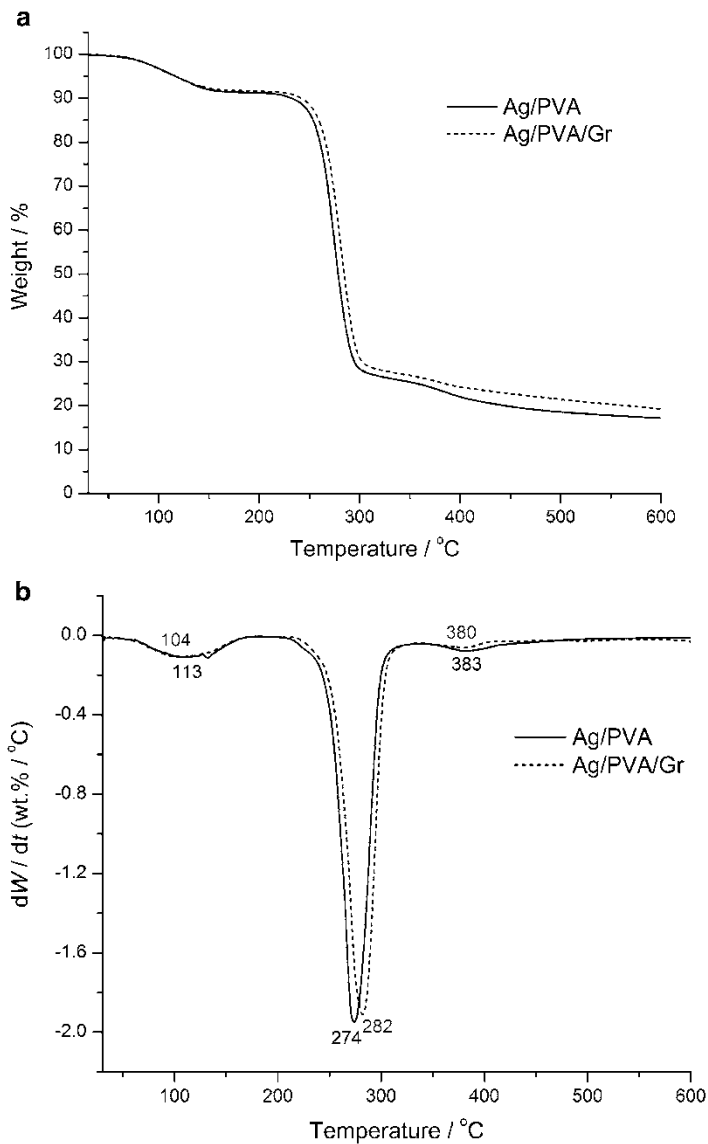 a
100
90
80
70
60
50
40
30
20
10
0
Weight / %
Ag/PVA
Ag/PVA/Gr
100 200 300 400 500 600
Temperature / °C
b
0.0
-0.4
-0.8
-1.2
-1.6
-2.0
dW / dt (wt.% / °C)
104
113
380
383
Ag/PVA
Ag/PVA/Gr
282
274
100 200 300 400 500 600
Temperature / °C